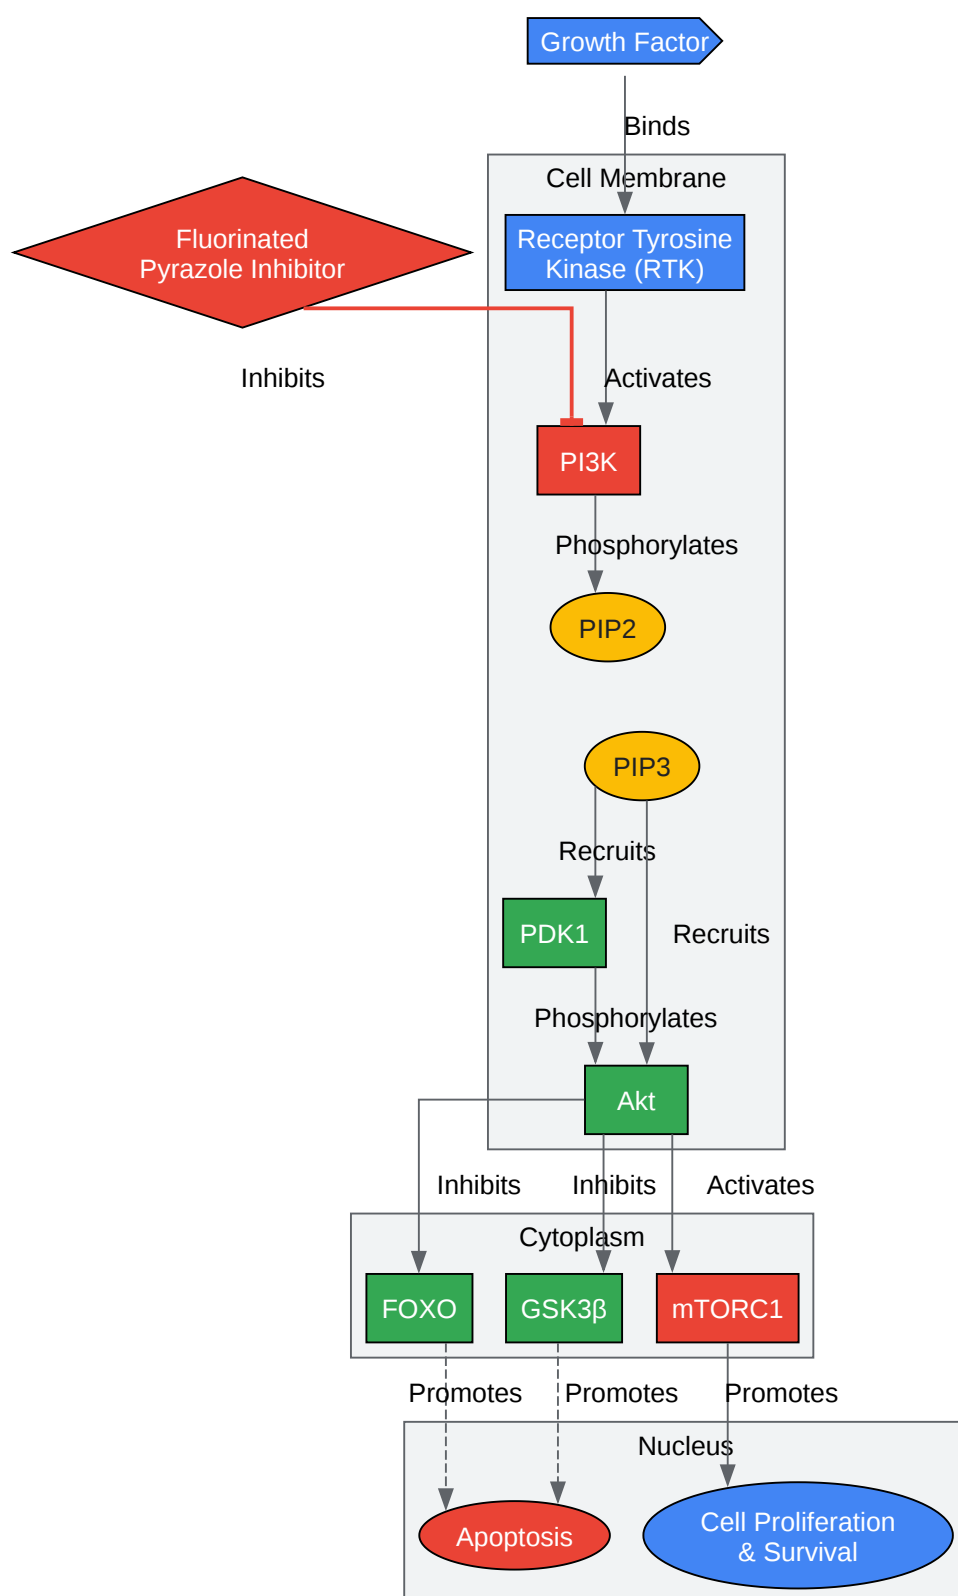 Growth Factor
Binds
Cell Membrane
Fluorinated
Pyrazole Inhibitor
Receptor Tyrosine
Kinase (RTK)
Inhibits
Activates
PI3K
Phosphorylates
PIP2
PIP3
Recruits
PDK1
Recruits
Phosphorylates
Akt
Inhibits
Inhibits
Activates
Cytoplasm
FOXO
GSK3β
mTORC1
Promotes
Promotes
Promotes
Nucleus
Apoptosis
Cell Proliferation
& Survival